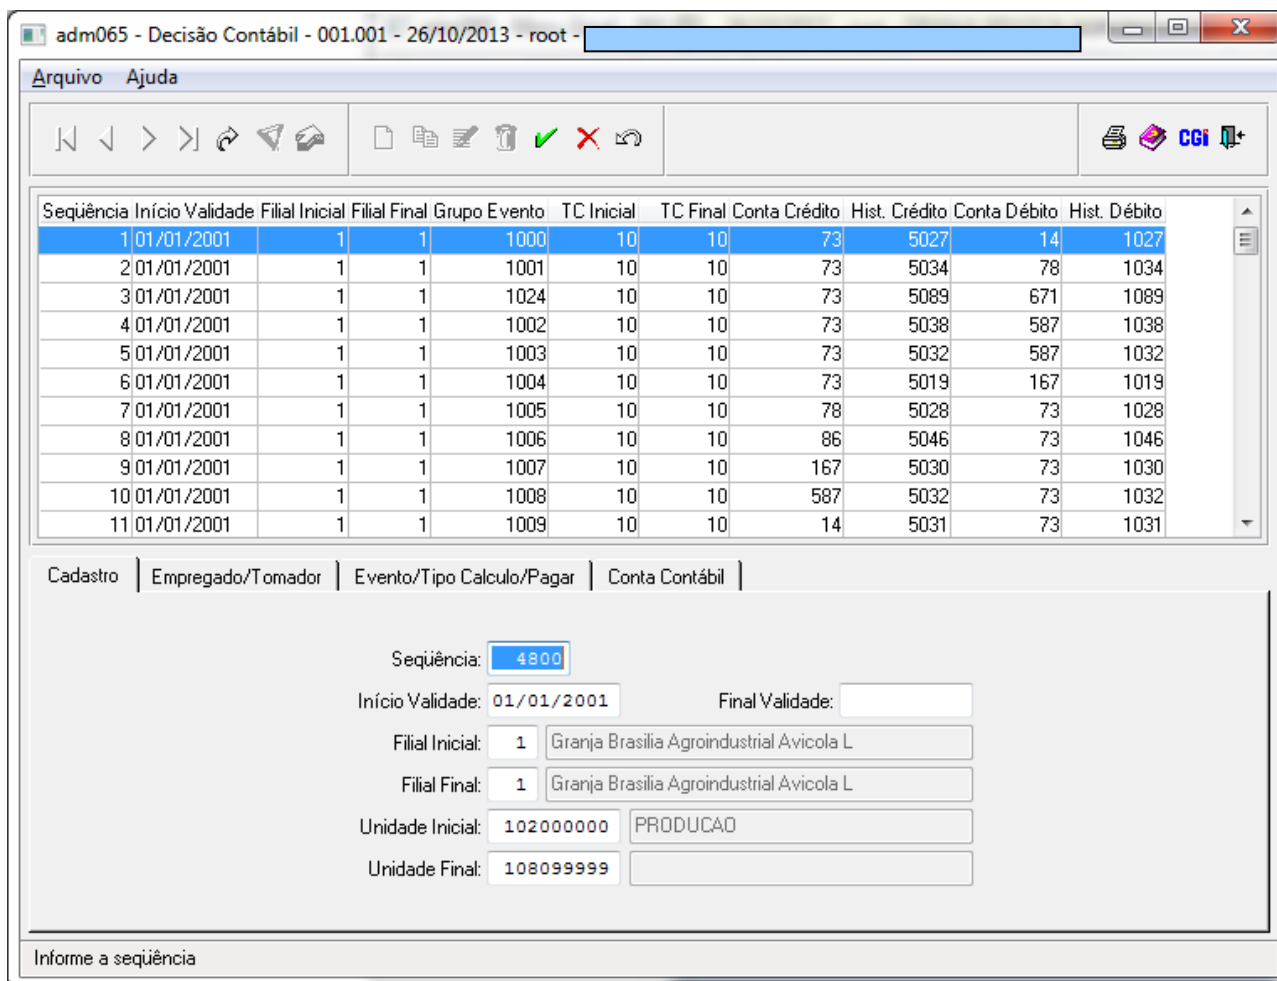 adm065 - Decisão Contábil - 001.001 - 26/10/2013 - root -
Arquivo Ajuda
CGi
Seqüência Início Validade Filial Inicial Filial Final Grupo Evento TC Inicial TC Final Conta Crédito Hist. Crédito Conta Débito Hist. Débito
1 01/01/2001 1 1 1000 10 10 73 5027 14 1027
2 01/01/2001 1 1 1001 10 10 73 5034 78 1034
3 01/01/2001 1 1 1024 10 10 73 5089 671 1089
4 01/01/2001 1 1 1002 10 10 73 5038 587 1038
5 01/01/2001 1 1 1003 10 10 73 5032 587 1032
6 01/01/2001 1 1 1004 10 10 73 5019 167 1019
7 01/01/2001 1 1 1005 10 10 78 5028 73 1028
8 01/01/2001 1 1 1006 10 10 86 5046 73 1046
9 01/01/2001 1 1 1007 10 10 167 5030 73 1030
10 01/01/2001 1 1 1008 10 10 587 5032 73 1032
11 01/01/2001 1 1 1009 10 10 14 5031 73 1031
Cadastro Empregado/Tomador Evento/Tipo Calculo/Pagar Conta Contábil
Seqüência: 4800
Início Validade: 01/01/2001 Final Validade:
Filial Inicial: 1 Granja Brasilia Agroindustrial Avicola L
Filial Final: 1 Granja Brasilia Agroindustrial Avicola L
Unidade Inicial: 102000000 PRODUCAO
Unidade Final: 108099999
Informe a seqüência